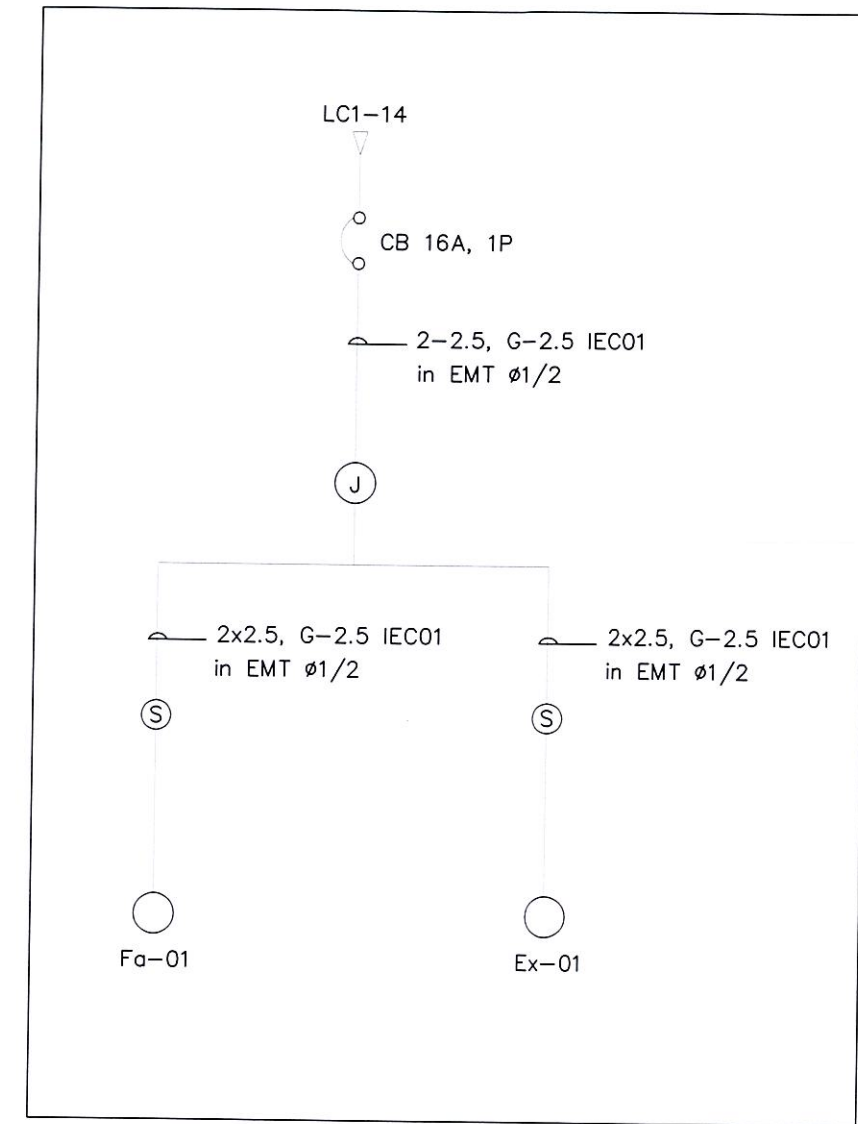 LC1-14
CB 16A, 1P
2-2.5, G-2.5 IEC01
in EMT ø1/2
J
2x2.5, G-2.5 IEC01
in EMT ø1/2
2x2.5, G-2.5 IEC01
in EMT ø1/2
S
S
Fa-01
Ex-01